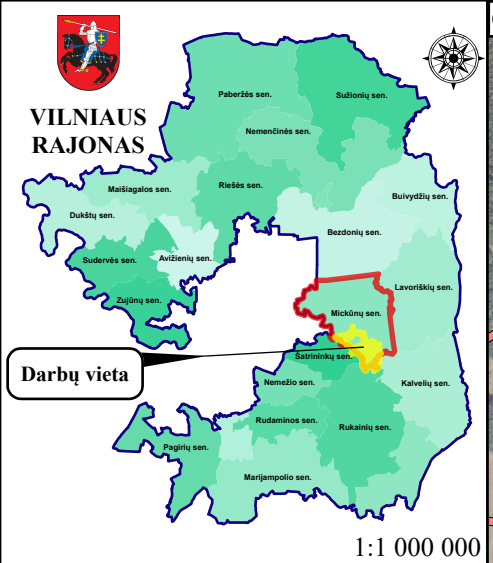 VILNIAUS
RAJONAS
Paberžės sen.
Sužionių sen.
Nemenčinės sen.
Maišiagalos sen.
Riešės sen.
Buivydžių sen.
Dukštų sen.
Bezdonių sen.
Sudervės sen.
Avižienių sen.
Lavoriškių sen.
Zujūnų sen.
Mickūnų sen.
Šatrininkų sen.
Darbų vieta
Nemežio sen.
Kalvelių sen.
Rudaminos sen.
Rukainių sen.
Pagirių sen.
Marijampolio sen.
1:1 000 000